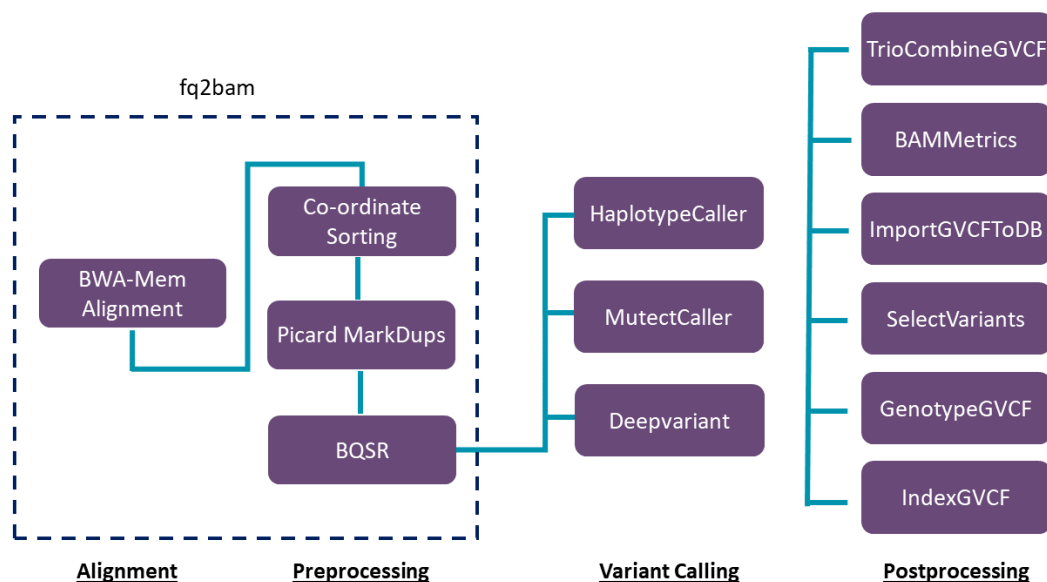 fq2bam
BWA-Mem
Alignment
Co-ordinate
Sorting
Picard MarkDups
BQSR
HaplotypeCaller
MutectCaller
Deepvariant
TrioCombineGVCF
BAMMetrics
ImportGVCFToDB
SelectVariants
GenotypeGVCF
IndexGVCF
Alignment
Preprocessing
Variant Calling
Postprocessing